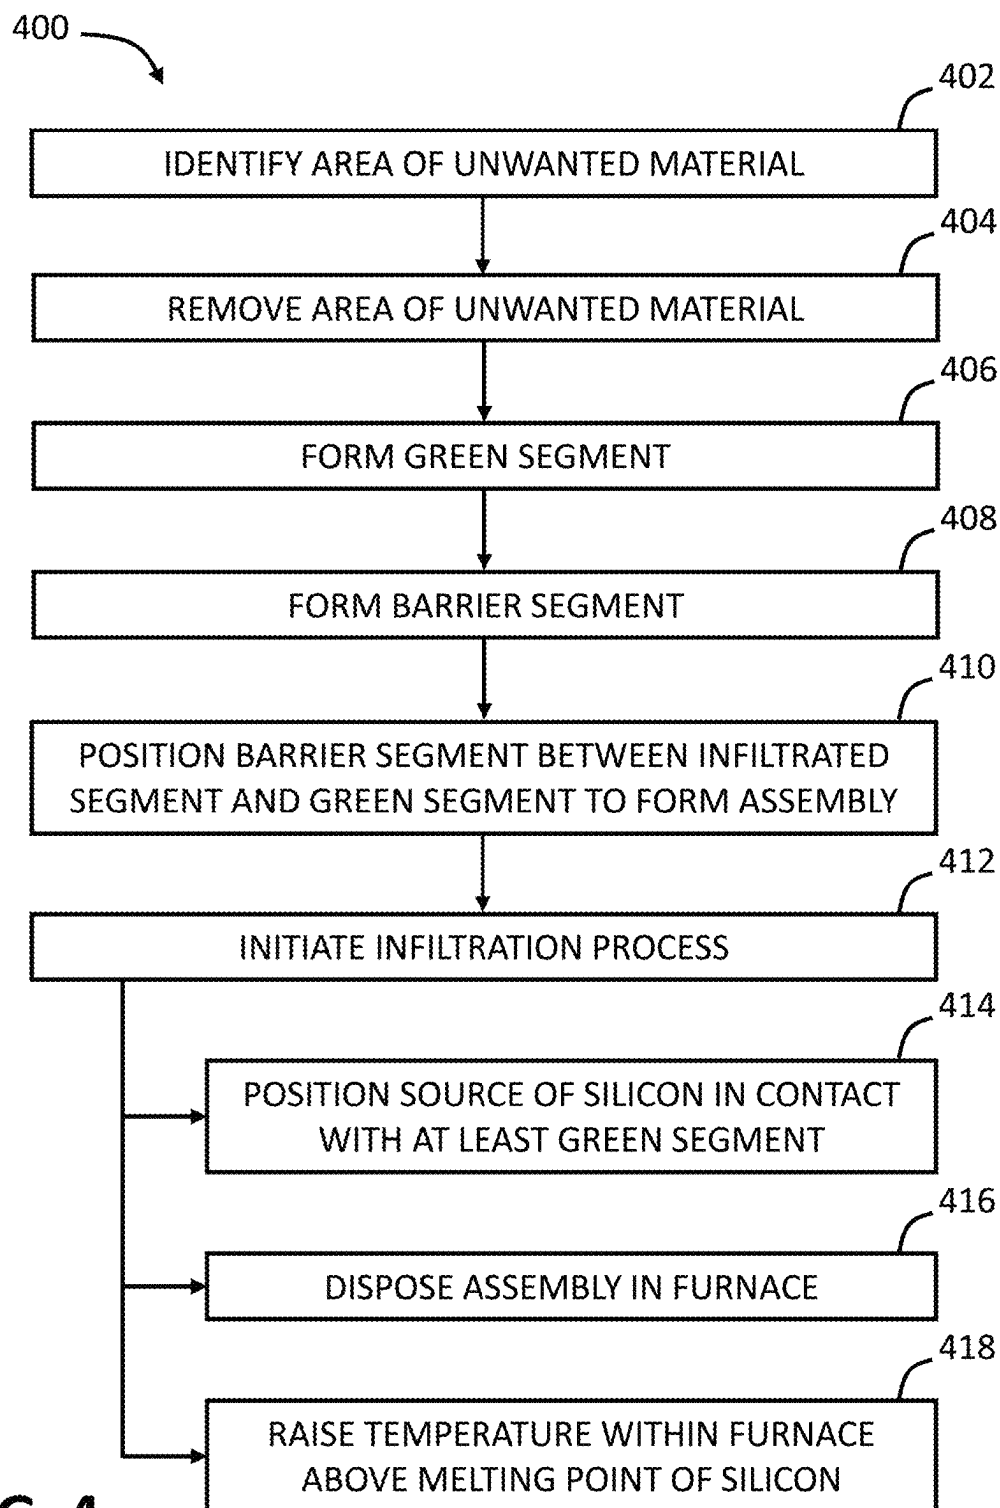 400
402
IDENTIFY AREA OF UNWANTED MATERIAL
404
REMOVE AREA OF UNWANTED MATERIAL
406
FORM GREEN SEGMENT
408
FORM BARRIER SEGMENT
410
POSITION BARRIER SEGMENT BETWEEN INFILTRATED
SEGMENT AND GREEN SEGMENT TO FORM ASSEMBLY
412
INITIATE INFILTRATION PROCESS
414
POSITION SOURCE OF SILICON IN CONTACT
WITH AT LEAST GREEN SEGMENT
416
DISPOSE ASSEMBLY IN FURNACE
418
RAISE TEMPERATURE WITHIN FURNACE
ABOVE MELTING POINT OF SILICON